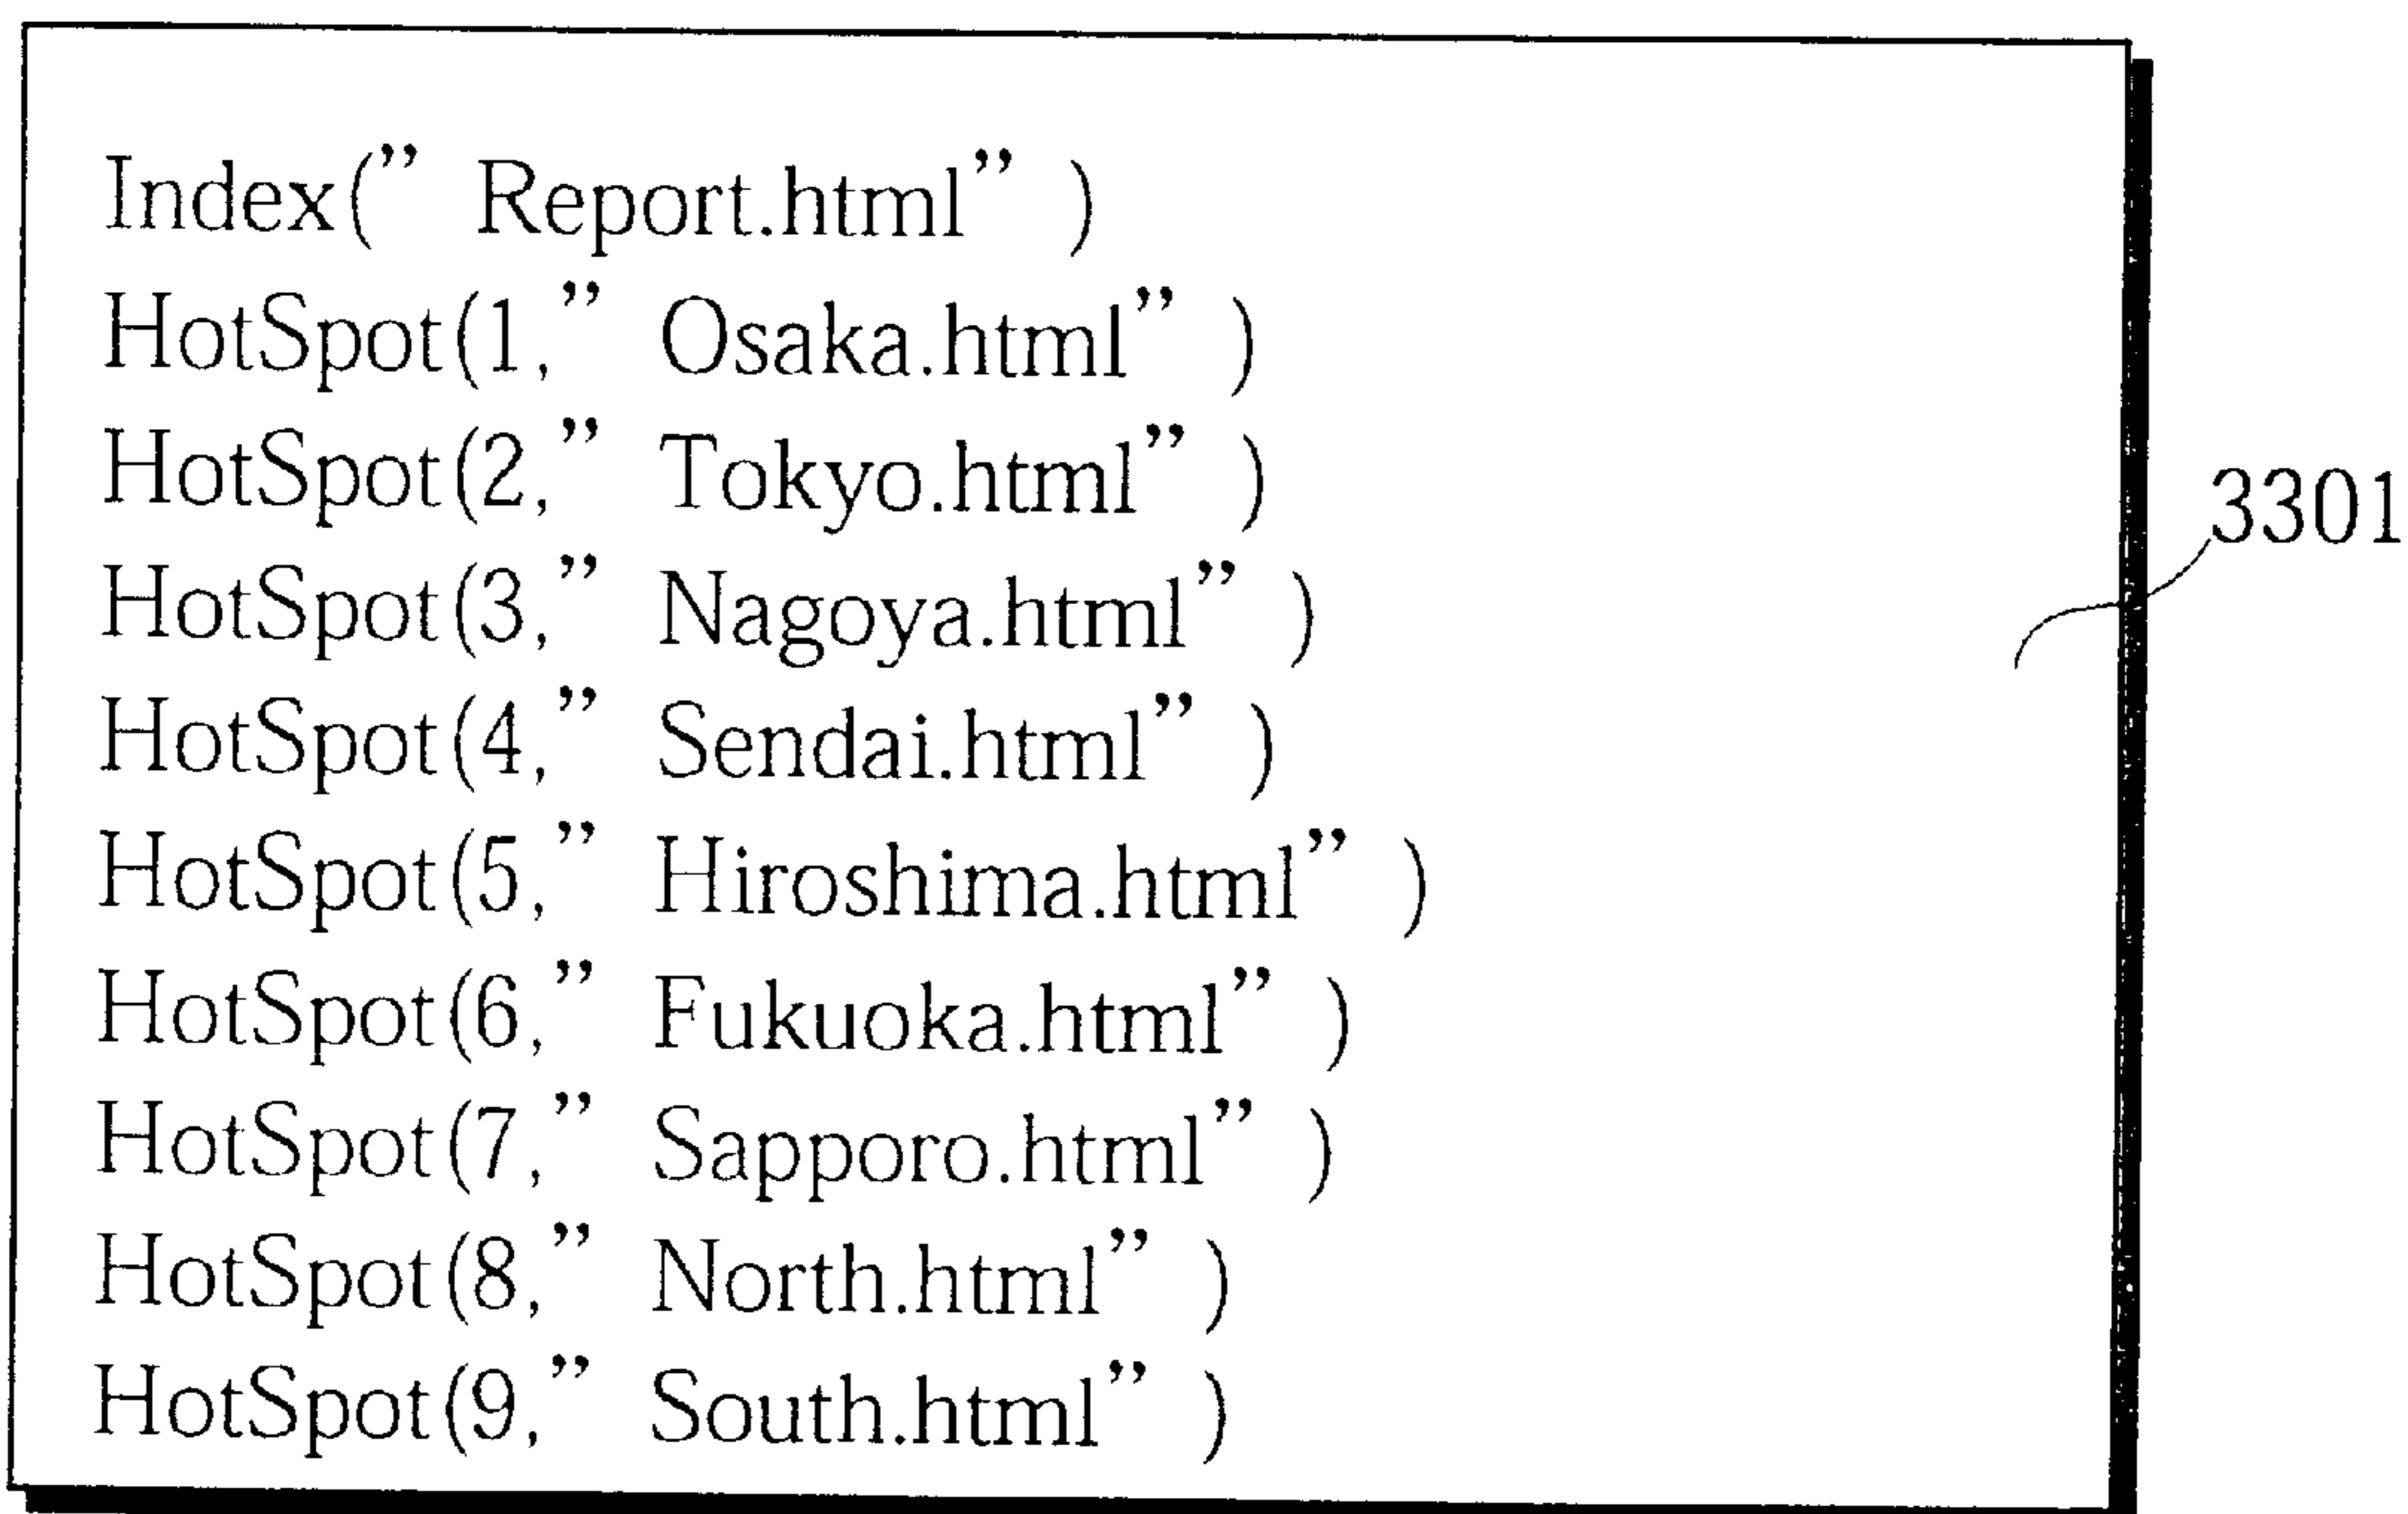 Index(” Report.html” )
HotSpot(1,” Osaka.html” )
HotSpot(2,” Tokyo.html” )
HotSpot(3,” Nagoya.html” )
HotSpot(4,” Sendai.html” )
HotSpot(5,” Hiroshima.html” )
HotSpot(6,” Fukuoka.html” )
HotSpot(7,” Sapporo.html” )
HotSpot(8,” North.html” )
HotSpot(9,” South.html” )
3301